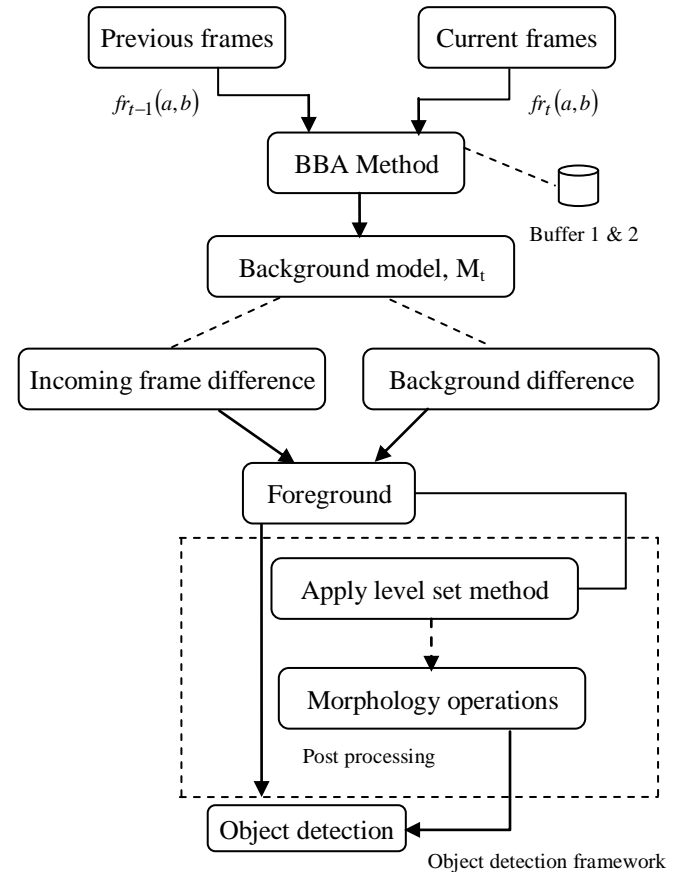 Previous frames
Current frames
fr_{t−1}(a,b)
fr_t(a,b)
BBA Method
Buffer 1 & 2
Background model, M_t
Incoming frame difference
Background difference
Foreground
Apply level set method
Morphology operations
Post processing
Object detection
Object detection framework